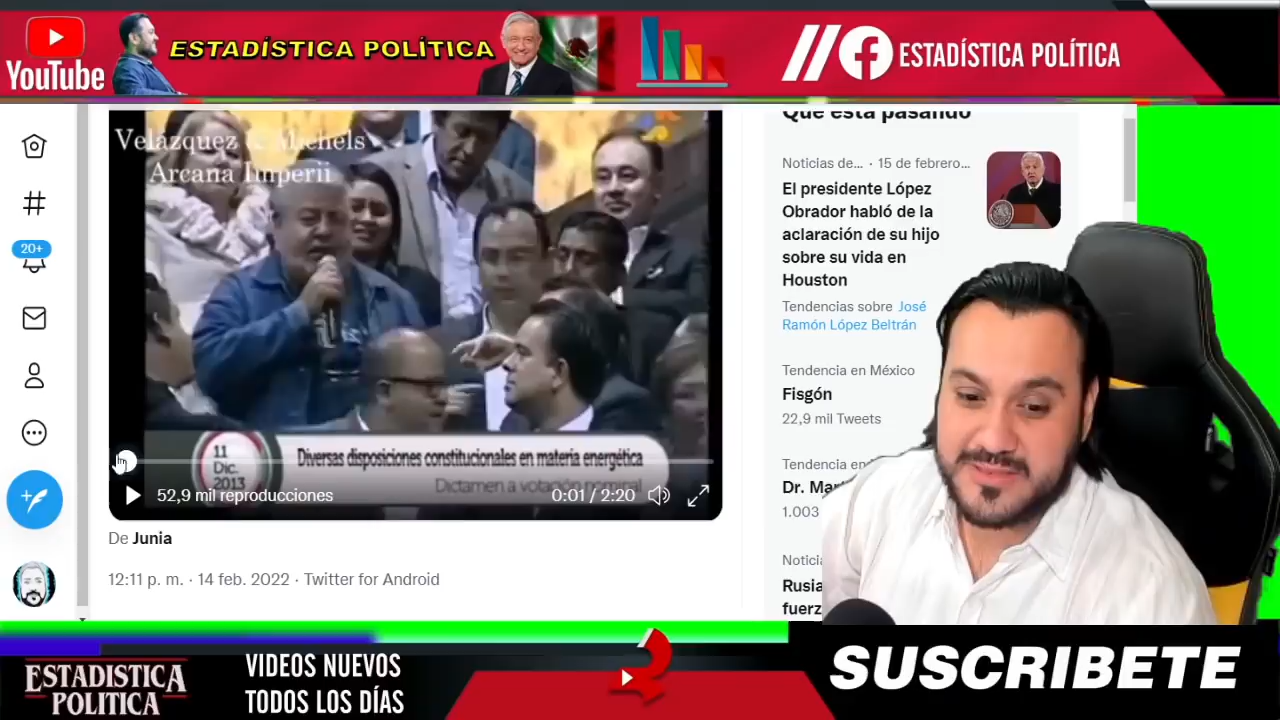 YouTube
ESTADÍSTICA POLÍTICA
ESTADÍSTICA POLÍTICA
20+
Velázquez & Michels
Arcana Imperii
11
Dic.
2013
Diversas disposiciones constitucionales en materia energética
Dictamen a votación nominal
52,9 mil reproducciones
0:01 / 2:20
De Junia
12:11 p. m. · 14 feb. 2022 · Twitter for Android
Qué está pasando
Noticias de... · 15 de febrero...
El presidente López
Obrador habló de la
aclaración de su hijo
sobre su vida en
Houston
Tendencias sobre José
Ramón López Beltrán
Tendencia en México
Fisgón
22,9 mil Tweets
Tendencia en
Dr. Mar
1.003
Noticia
Rusia
fuerz
ESTADISTICA
POLITICA
VIDEOS NUEVOS
TODOS LOS DÍAS
SUSCRIBETE